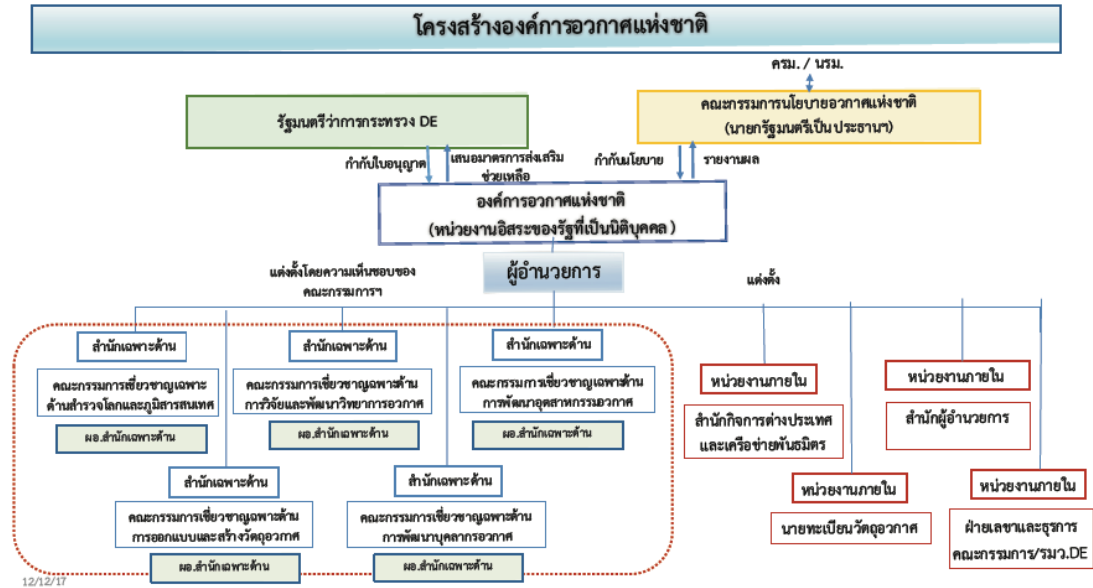 โครงสร้างองค์การอวกาศแห่งชาติ
ครม. / นรม.
รัฐมนตรีว่าการกระทรวง DE
คณะกรรมการนโยบายอวกาศแห่งชาติ
(นายกรัฐมนตรีเป็นประธานฯ)
กำกับใบอนุญาต
เสนอมาตรการส่งเสริม
ช่วยเหลือ
กำกับนโยบาย
รายงานผล
องค์การอวกาศแห่งชาติ
(หน่วยงานอิสระของรัฐที่เป็นนิติบุคคล )
ผู้อำนวยการ
แต่งตั้งโดยความเห็นชอบของ
คณะกรรมการฯ
แต่งตั้ง
สำนักเฉพาะด้าน
คณะกรรมการเชี่ยวชาญเฉพาะ
ด้านสำรวจโลกและภูมิสารสนเทศ
ผอ.สำนักเฉพาะด้าน
สำนักเฉพาะด้าน
คณะกรรมการเชี่ยวชาญเฉพาะด้าน
การวิจัยและพัฒนาวิทยาการอวกาศ
ผอ.สำนักเฉพาะด้าน
สำนักเฉพาะด้าน
คณะกรรมการเชี่ยวชาญเฉพาะด้าน
การพัฒนาอุตสาหกรรมอวกาศ
ผอ.สำนักเฉพาะด้าน
หน่วยงานภายใน
สำนักกิจการต่างประเทศ
และเครือข่ายพันธมิตร
หน่วยงานภายใน
สำนักผู้อำนวยการ
สำนักเฉพาะด้าน
คณะกรรมการเชี่ยวชาญเฉพาะด้าน
การออกแบบและสร้างวัตถุอวกาศ
ผอ.สำนักเฉพาะด้าน
สำนักเฉพาะด้าน
คณะกรรมการเชี่ยวชาญเฉพาะด้าน
การพัฒนาบุคลากรอวกาศ
ผอ.สำนักเฉพาะด้าน
หน่วยงานภายใน
นายทะเบียนวัตถุอวกาศ
หน่วยงานภายใน
ฝ่ายเลขาและธุรการ
คณะกรรมการ/รมว.DE
12/12/17